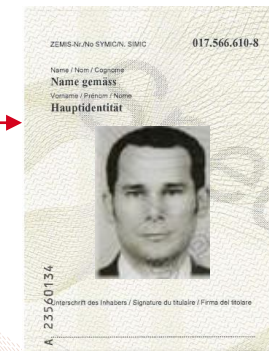 ZEMIS-Nr./No SYMIC/N. SIMIC 017.566.610-8
Name / Nom / Cognome
Name gemäss
Vorname / Prénom / Nome
Hauptidentität
A 23560134
Unterschrift des Inhabers / Signature du titulaire / Firma del titolare